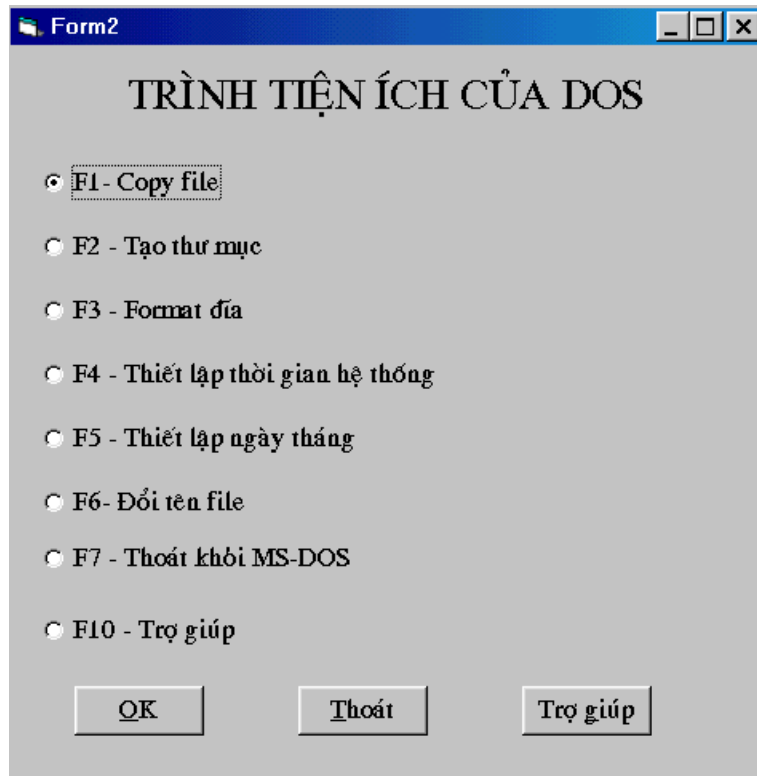 Form2
TRÌNH TIỆN ÍCH CỦA DOS
F1- Copy file
F2 - Tạo thư mục
F3 - Format đĩa
F4 - Thiết lập thời gian hệ thống
F5 - Thiết lập ngày tháng
F6- Đổi tên file
F7 - Thoát khỏi MS-DOS
F10 - Trợ giúp
OK Thoát Trợ giúp